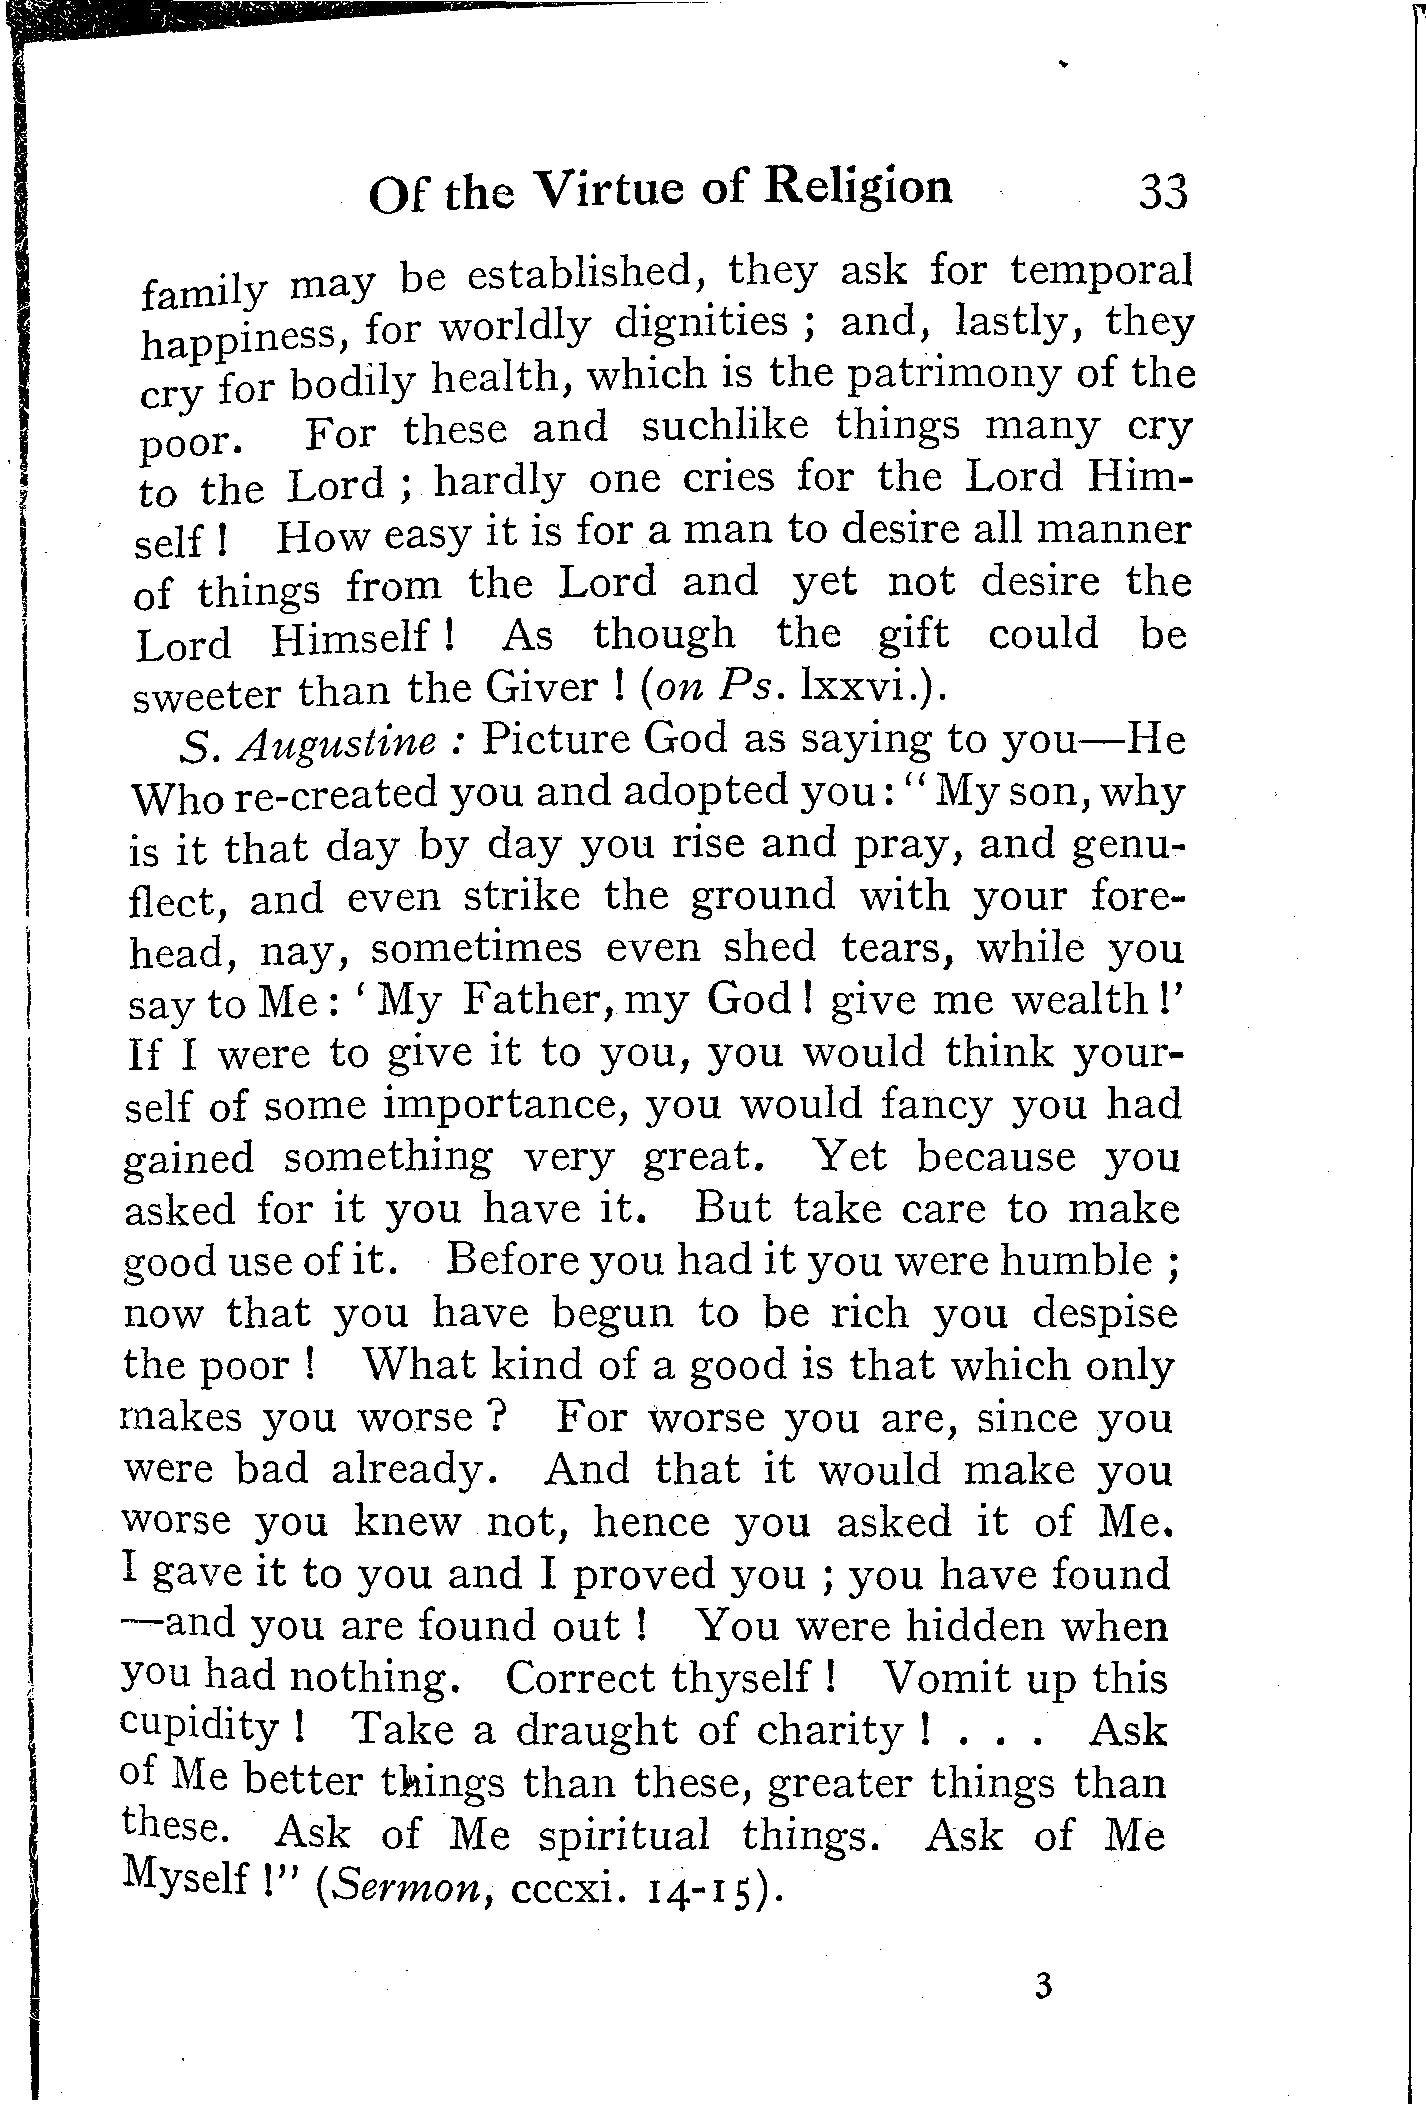 Of the Virtue of Religion 33
family may be established, they ask for temporal
happiness, for worldly dignities ; and, lastly, they
cry for bodily health, which is the patrimony of the
poor. For these and suchlike things many cry
to the Lord ; hardly one cries for the Lord Him-
self ! How easy it is for a man to desire all manner
of things from the Lord and yet not desire the
Lord Himself ! As though the gift could be
sweeter than the Giver ! (on Ps. lxxvi.).
S. Augustine : Picture God as saying to you—He
Who re-created you and adopted you: “ My son, why
is it that day by day you rise and pray, and genu-
flect, and even strike the ground with your fore-
head, nay, sometimes even shed tears, while you
say to Me : ‘ My Father, my God ! give me wealth !’
If I were to give it to you, you would think your-
self of some importance, you would fancy you had
gained something very great. Yet because you
asked for it you have it. But take care to make
good use of it. Before you had it you were humble ;
now that you have begun to be rich you despise
the poor ! What kind of a good is that which only
makes you worse ? For worse you are, since you
were bad already. And that it would make you
worse you knew not, hence you asked it of Me.
I gave it to you and I proved you ; you have found
—and you are found out ! You were hidden when
you had nothing. Correct thyself ! Vomit up this
cupidity ! Take a draught of charity ! . . . Ask
of Me better things than these, greater things than
these. Ask of Me spiritual things. Ask of Me
Myself !” (Sermon, cccxi. 14-15).
3